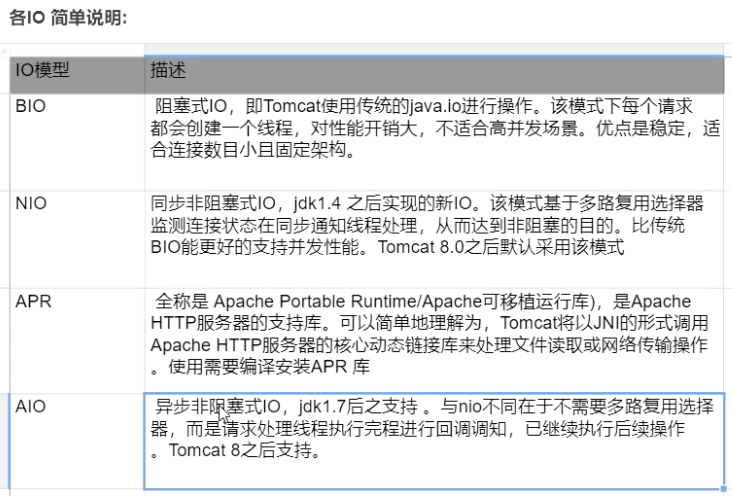 各IO 简单说明:
IO模型
描述
BIO
阻塞式IO，即Tomcat使用传统的java.io进行操作。该模式下每个请求
都会创建一个线程，对性能开销大，不适合高并发场景。优点是稳定，适
合连接数目小且固定架构。
NIO
同步非阻塞式IO，jdk1.4 之后实现的新IO。该模式基于多路复用选择器
监测连接状态在同步通知线程处理，从而达到非阻塞的目的。比传统
BIO能更好的支持并发性能。Tomcat 8.0之后默认采用该模式
APR
全称是 Apache Portable Runtime/Apache可移植运行库)，是Apache
HTTP服务器的支持库。可以简单地理解为，Tomcat将以JNI的形式调用
Apache HTTP服务器的核心动态链接库来处理文件读取或网络传输操作
。使用需要编译安装APR 库
AIO
异步非阻塞式IO，jdk1.7后之支持 。与nio不同在于不需要多路复用选择
器，而是请求处理线程执行完程进行回调调知，已继续执行后续操作
。Tomcat 8之后支持。